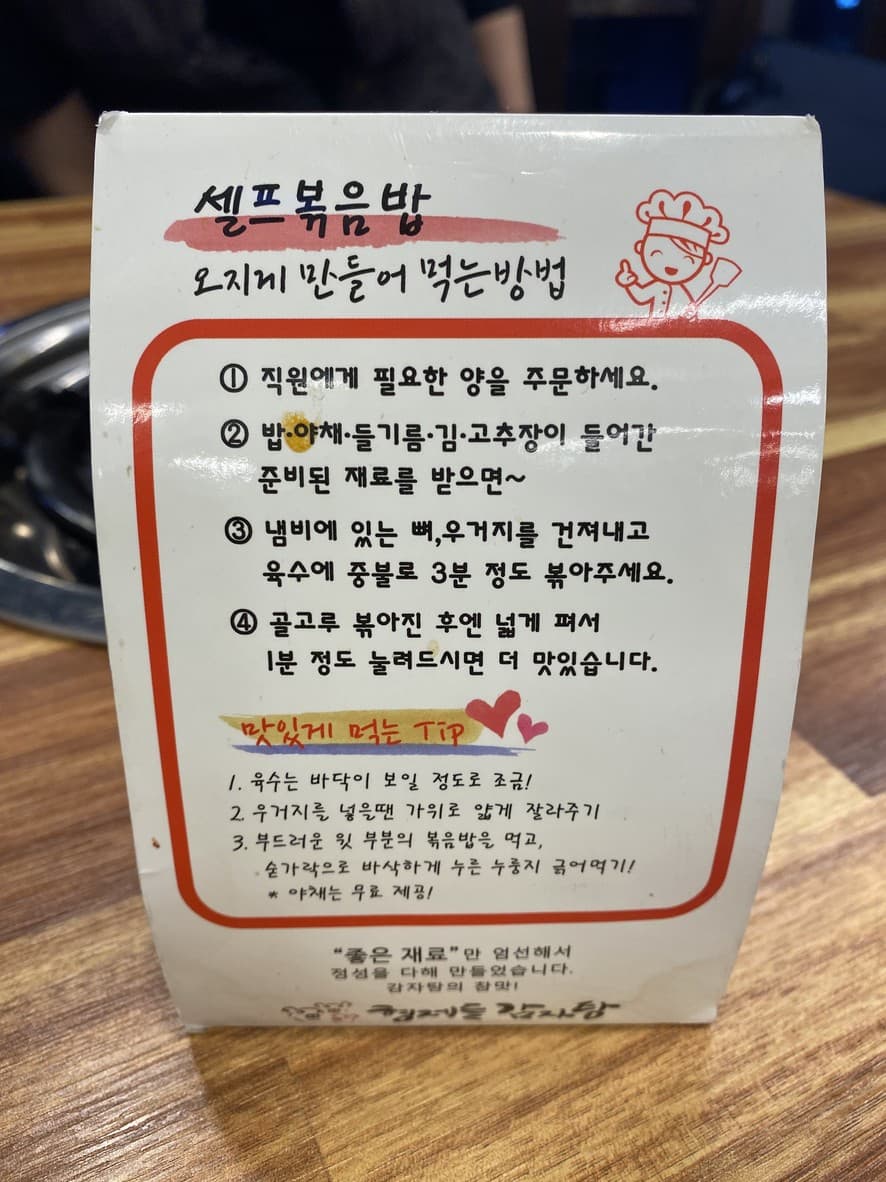 셀프볶음밥
오지게 만들어 먹는방법
① 직원에게 필요한 양을 주문하세요.
② 밥·야채·들기름·김·고추장이 들어간
준비된 재료를 받으면~
③ 냄비에 있는 뼈,우거지를 건져내고
육수에 중불로 3분 정도 볶아주세요.
④ 골고루 볶아진 후엔 넓게 펴서
1분 정도 눌려드시면 더 맛있습니다.
맛있게 먹는 Tip
1. 육수는 바닥이 보일 정도로 조금!
2. 우거지를 넣을땐 가위로 얇게 잘라주기
3. 부드러운 윗 부분의 볶음밥을 먹고,
숟가락으로 바삭하게 누른 누룽지 긁어먹기!
* 야채는 무료 제공!
"좋은 재료"만 엄선해서
정성을 다해 만들었습니다.
감자탕의 참맛!
형제들 감자탕